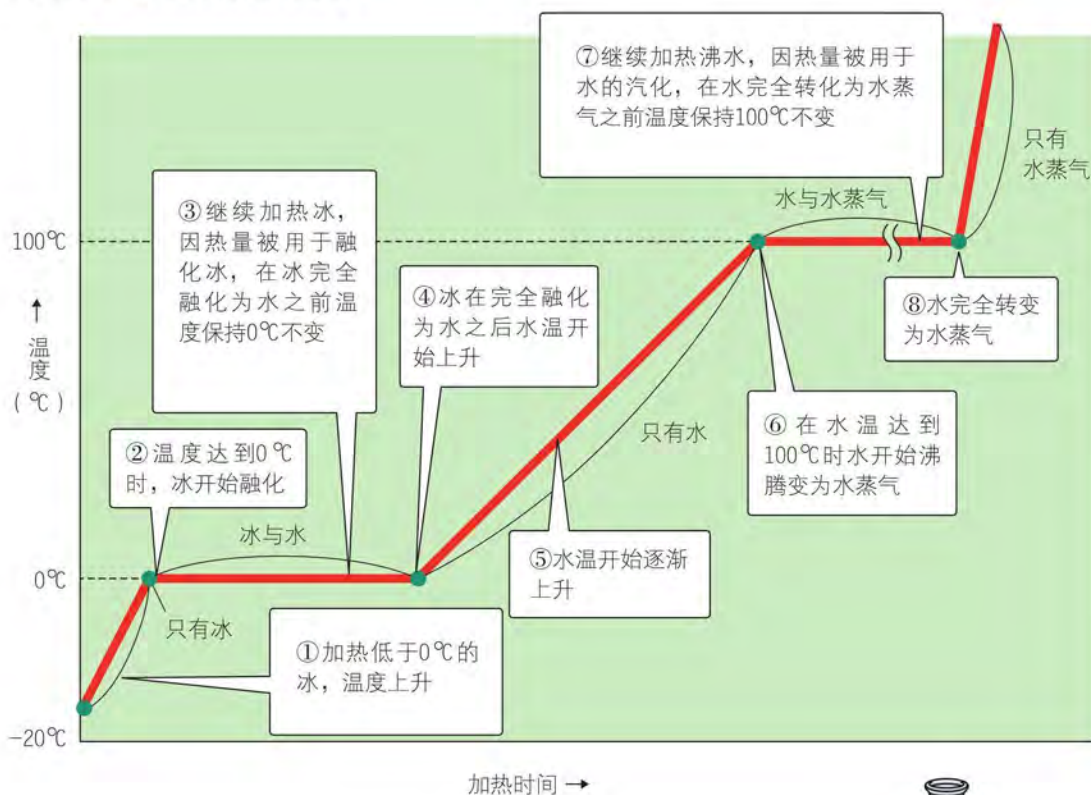 ⑦继续加热沸水，因热量被用于
水的汽化，在水完全转化为水蒸
气之前温度保持100℃不变
只有
水蒸气
水与水蒸气
③继续加热冰，
因热量被用于融
化冰，在冰完全
融化为水之前温
度保持0℃不变
100℃
④冰在完全融化
为水之后水温开
始上升
⑧水完全转变
为水蒸气
↑
温度
(℃)
只有水
⑥在水温达到
100℃时水开始沸
腾变为水蒸气
②温度达到0℃
时，冰开始融化
冰与水
⑤水温开始逐渐
上升
0℃
只有冰
①加热低于0℃的
冰，温度上升
−20℃
加热时间→